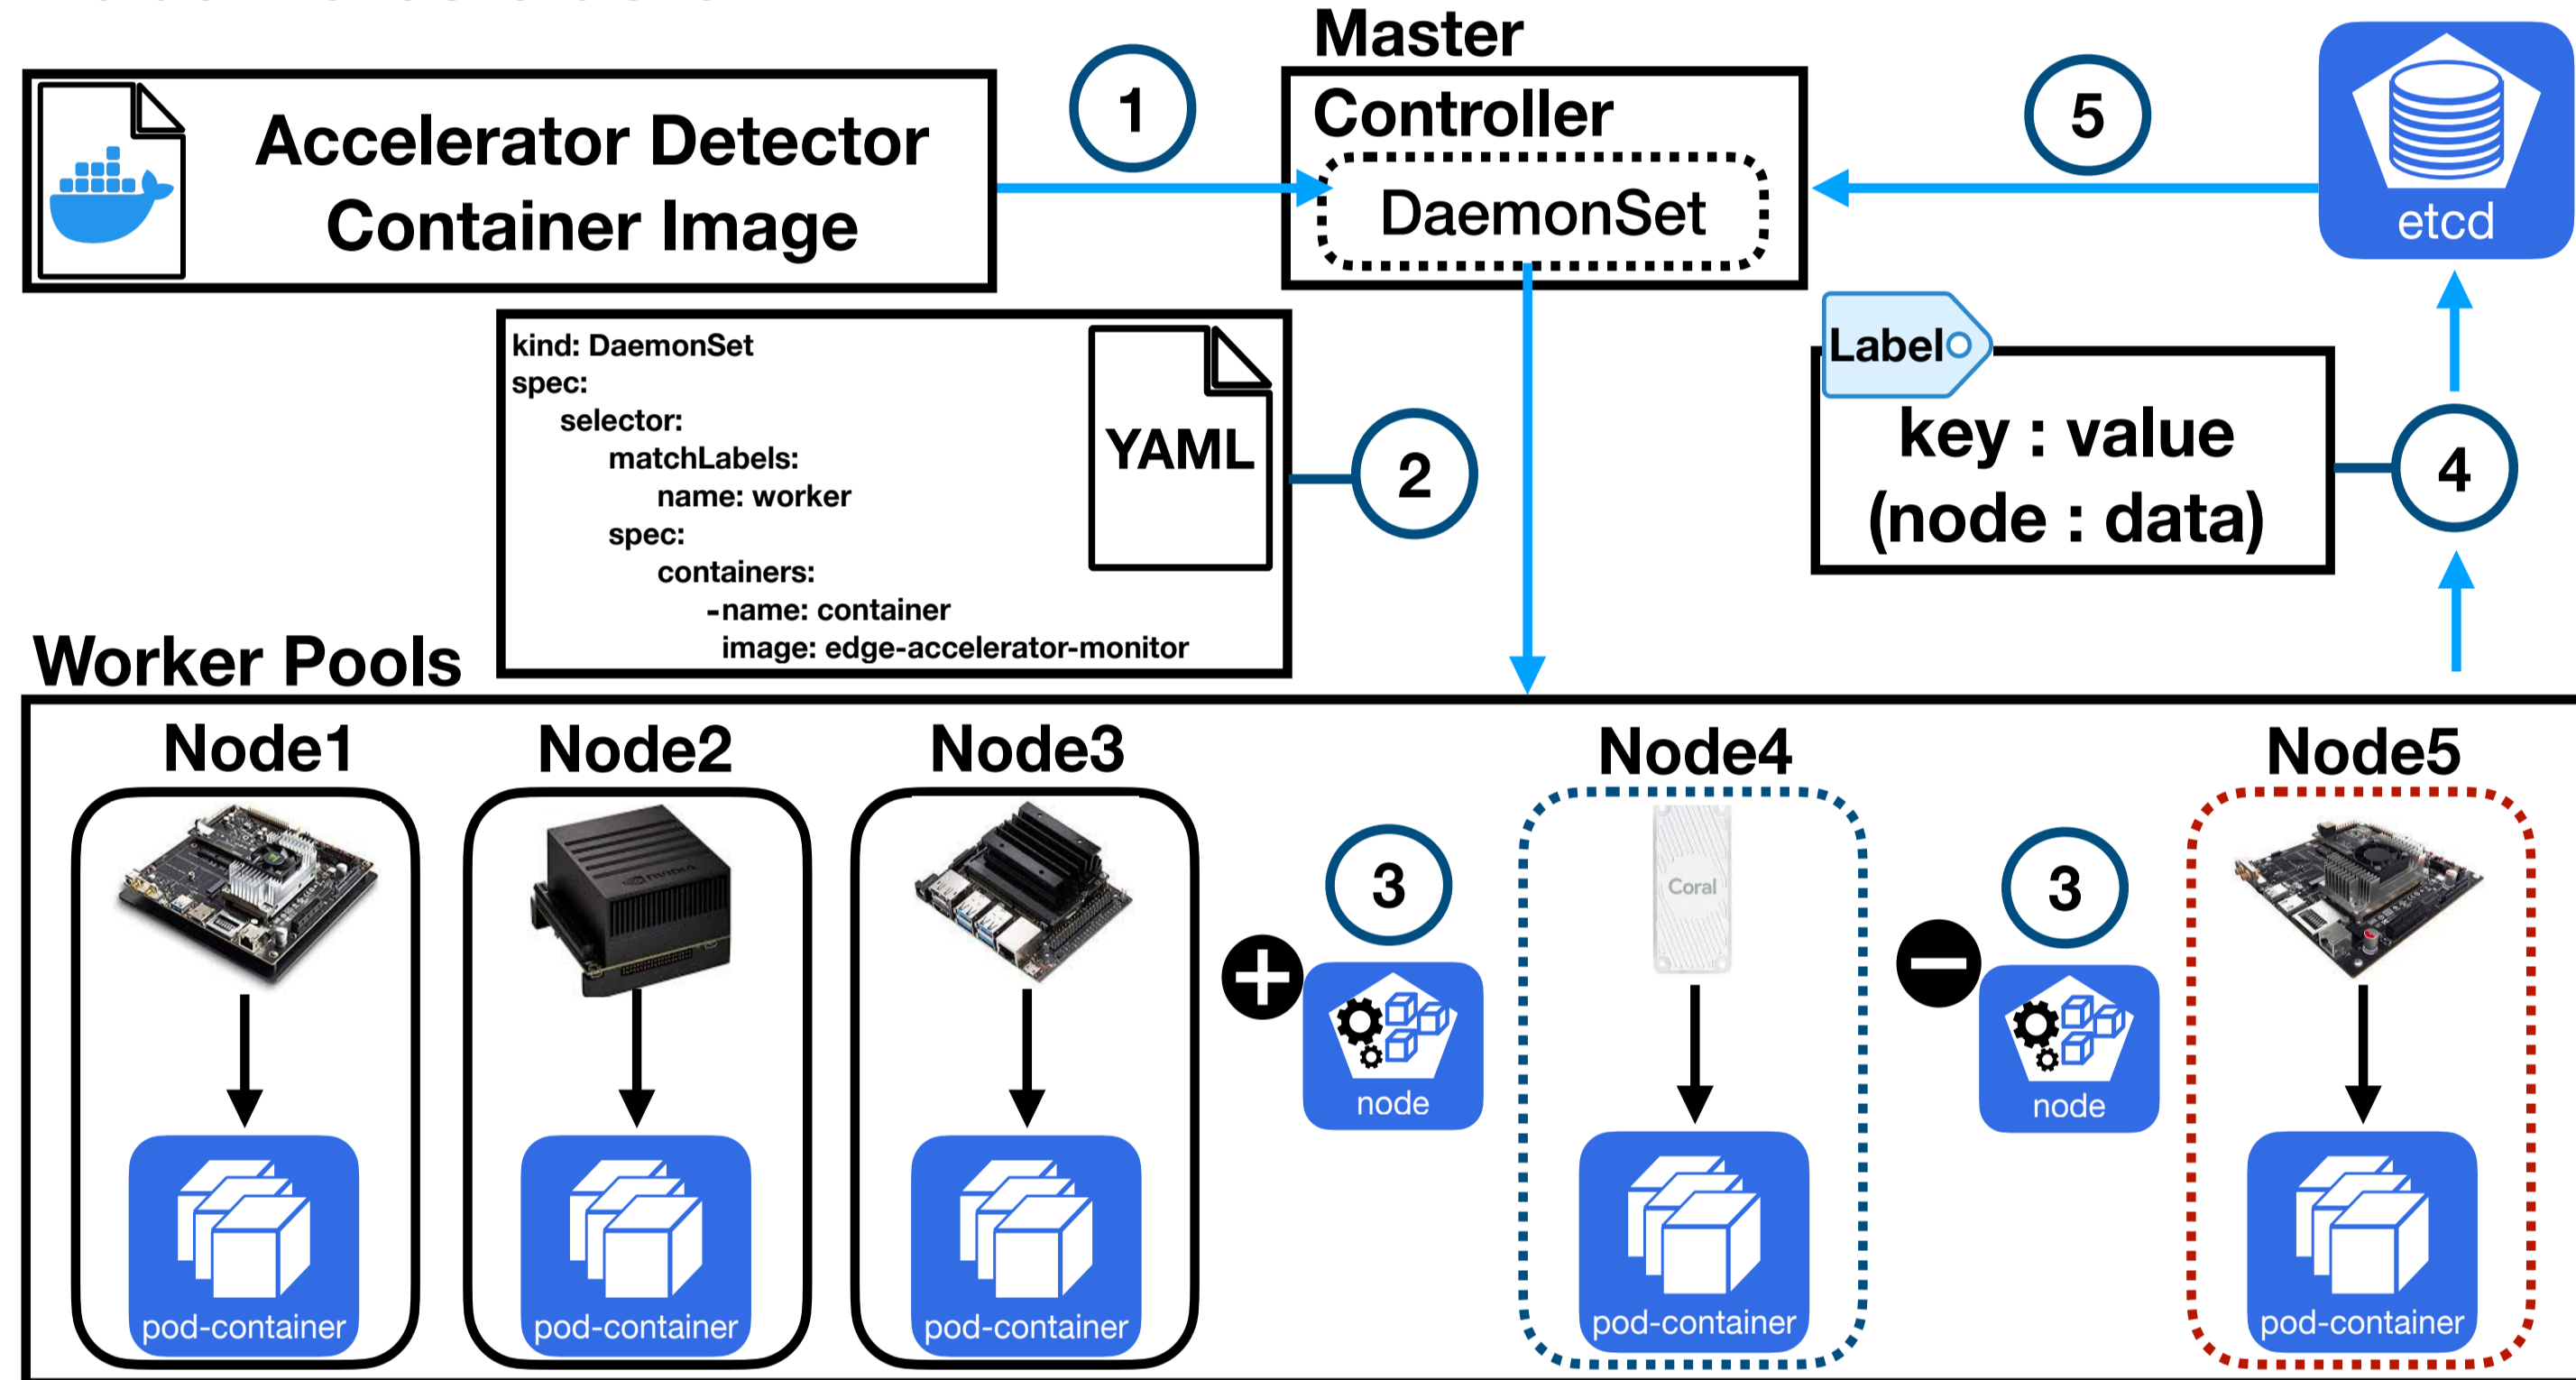 Master
1
5
Controller
Accelerator Detector
Container Image
DaemonSet
etcd
kind: DaemonSet
spec:
selector:
matchLabels:
name: worker
spec:
containers:
-name: container
image: edge-accelerator-monitor
YAML
2
Label
key : value
(node : data)
4
Worker Pools
Node1
Node2
Node3
Node4
Node5
NVIDIA
3
Coral
3
node
node
pod-container
pod-container
pod-container
pod-container
pod-container